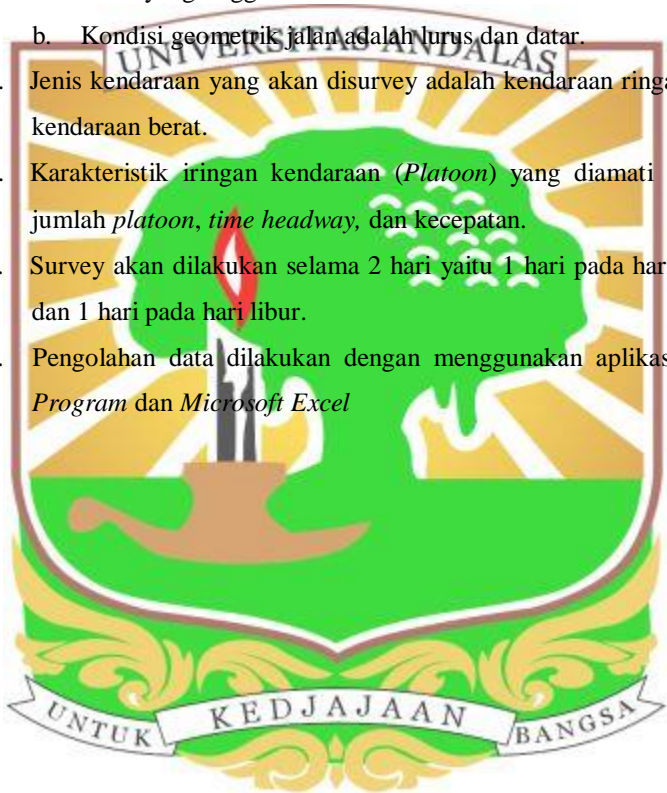 b. Kondisi geometrik jalan adalah lurus dan datar.
UNIVERSITAS ANDALAS
Jenis kendaraan yang akan disurvey adalah kendaraan
kendaraan berat.
Karakteristik iringan kendaraan (Platoon) yang diamati
jumlah platoon, time headway, dan kecepatan.
Survey akan dilakukan selama 2 hari yaitu 1 hari pada
dan 1 hari pada hari libur.
Pengolahan data dilakukan dengan menggunakan
Program dan Microsoft Excel
UNTUK KEDJAJAAN BANGSA